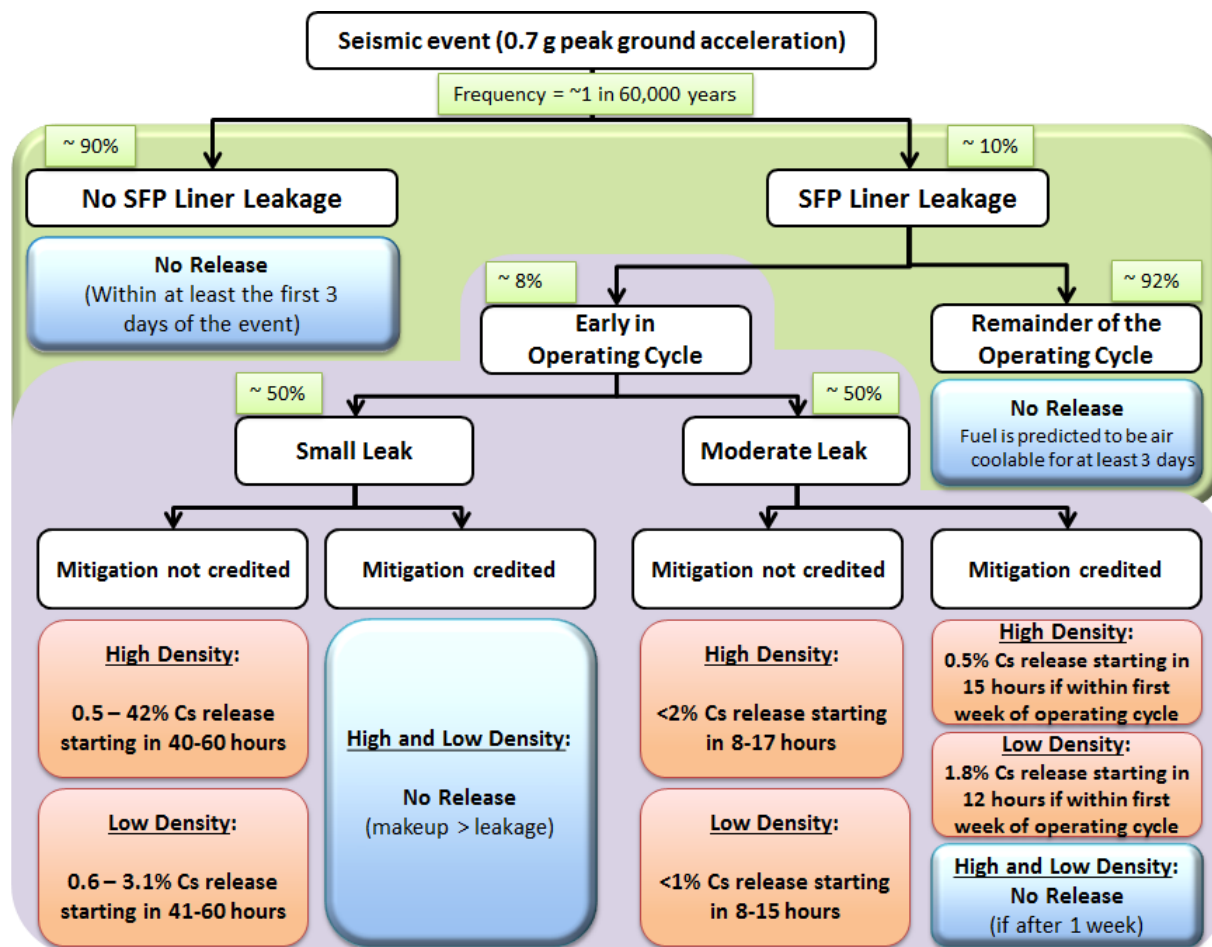 Seismic event (0.7 g peak ground acceleration)
Frequency = ~1 in 60,000 years
~ 90%
~ 10%
No SFP Liner Leakage
SFP Liner Leakage
No Release
(Within at least the first 3
days of the event)
~ 8%
~ 92%
Early in
Operating Cycle
Remainder of the
Operating Cycle
No Release
Fuel is predicted to be air
coolable for at least 3 days
~ 50%
~ 50%
Small Leak
Moderate Leak
Mitigation not credited
Mitigation credited
Mitigation not credited
Mitigation credited
High Density:
0.5 – 42% Cs release
starting in 40-60 hours
Low Density:
0.6 – 3.1% Cs release
starting in 41-60 hours
High and Low Density:
No Release
(makeup > leakage)
High Density:
<2% Cs release starting
in 8-17 hours
Low Density:
<1% Cs release starting
in 8-15 hours
High Density:
0.5% Cs release starting in
15 hours if within first
week of operating cycle
Low Density:
1.8% Cs release starting in
12 hours if within first
week of operating cycle
High and Low Density:
No Release
(if after 1 week)